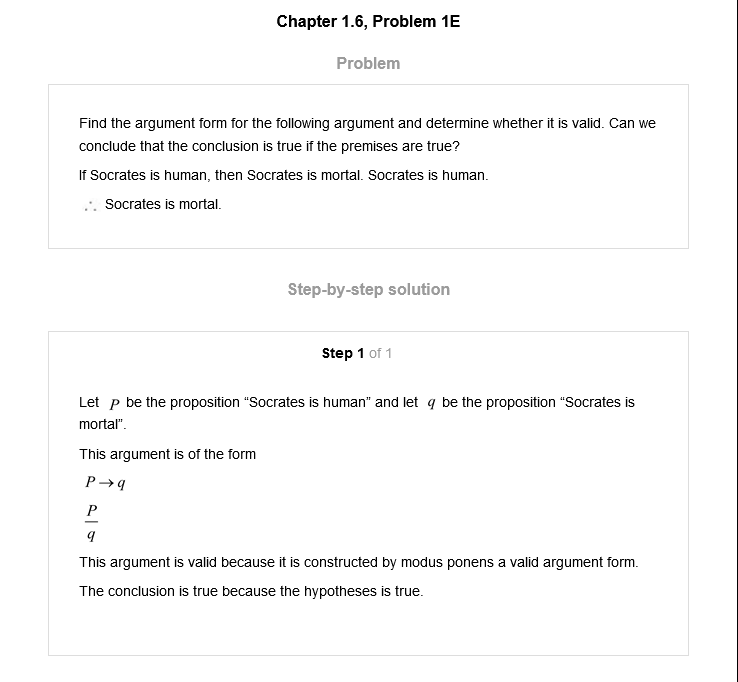 Chapter 1.6, Problem 1E
Problem
Find the argument form for the following argument and determine whether it is valid. Can we
conclude that the conclusion is true if the premises are true?
If Socrates is human, then Socrates is mortal. Socrates is human.
∴ Socrates is mortal.
Step-by-step solution
Step 1 of 1
Let P be the proposition “Socrates is human” and let q be the proposition “Socrates is
mortal”.
This argument is of the form
P→q
P
q
This argument is valid because it is constructed by modus ponens a valid argument form.
The conclusion is true because the hypotheses is true.